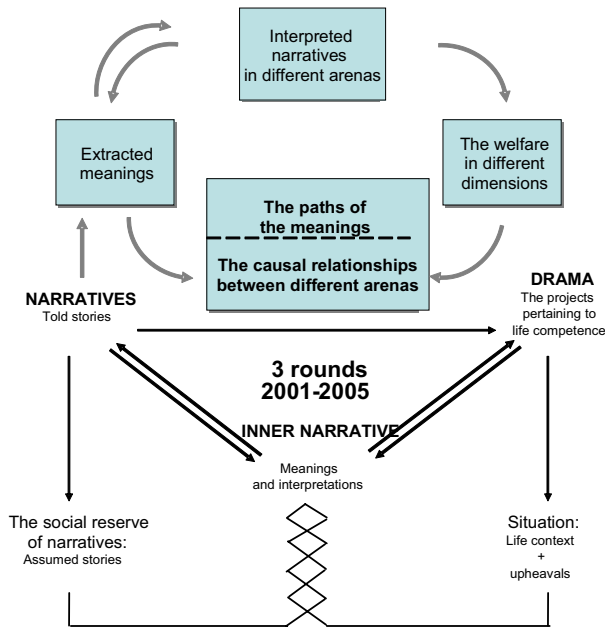 Interpreted
narratives
in different arenas
Extracted
meanings
The welfare
in different
dimensions
The paths of
the meanings
The causal relationships
between different arenas
NARRATIVES
Told stories
DRAMA
The projects
pertaining to
life competence
3 rounds
2001-2005
INNER NARRATIVE
Meanings
and interpretations
The social reserve
of narratives:
Assumed stories
Situation:
Life context
+
upheavals